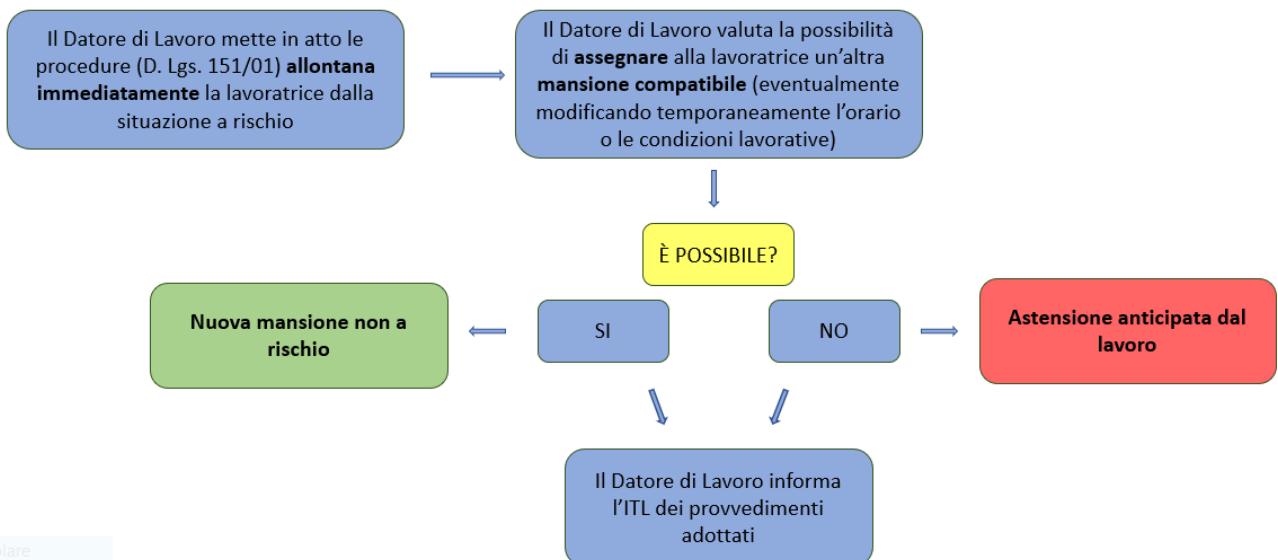 Il Datore di Lavoro mette in atto le
procedure (D. Lgs. 151/01) allontana
immediatamente la lavoratrice dalla
situazione a rischio
Il Datore di Lavoro valuta la possibilità
di assegnare alla lavoratrice un'altra
mansione compatibile (eventualmente
modificando temporaneamente l'orario
o le condizioni lavorative)
È POSSIBILE?
Nuova mansione non a
rischio
SI
NO
Astensione anticipata dal
lavoro
Il Datore di Lavoro informa
l'ITL dei provvedimenti
adottati